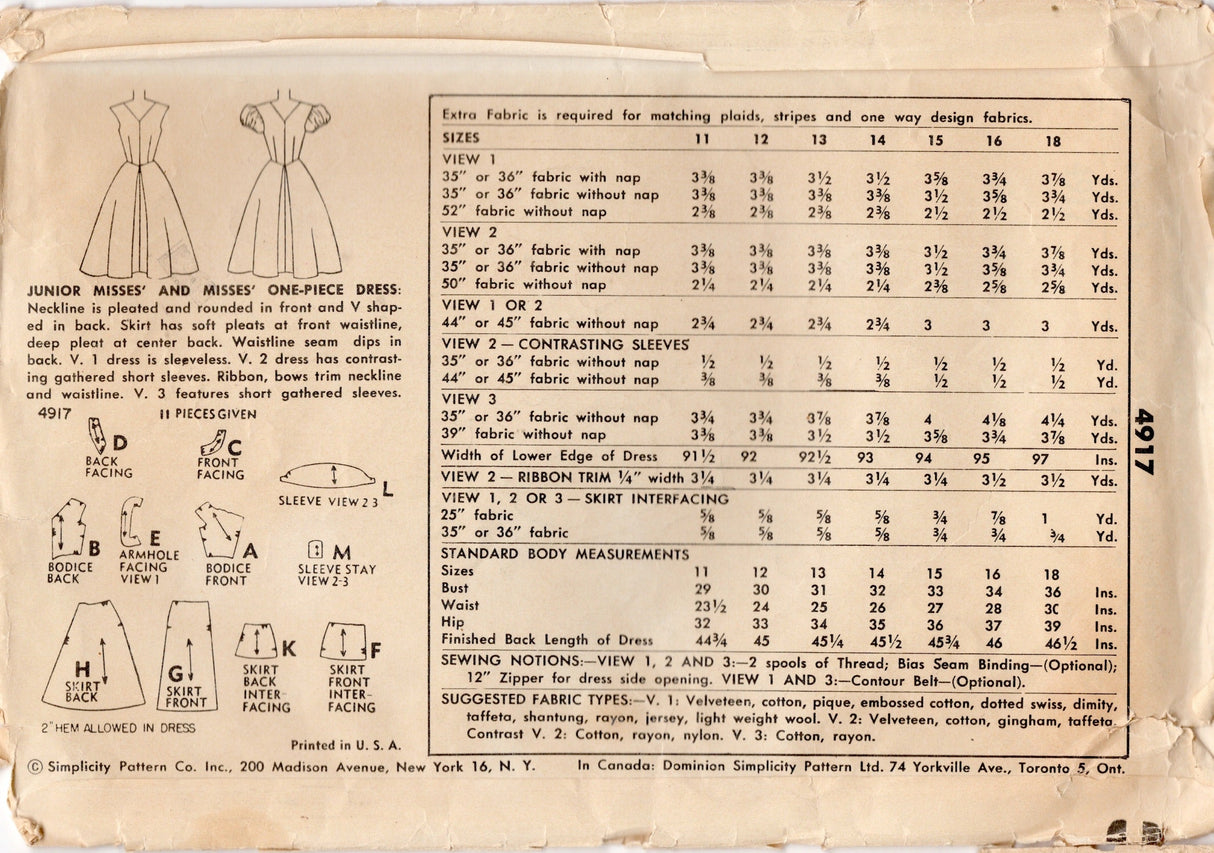 JUNIOR MISSES' AND MISSES' ONE-PIECE DRESS:
Neckline is pleated and rounded in front and V shap-
ed in back. Skirt has soft pleats at front waistline,
deep pleat at center back. Waistline seam dips in
back. V. 1 dress is sleeveless. V. 2 dress has contrast-
ing gathered short sleeves. Ribbon, bows trim neckline
and waistline. V. 3 features short gathered sleeves.
4917 11 PIECES GIVEN
D
BACK
FACING
C
FRONT
FACING
L
SLEEVE VIEW 2 3
B
BODICE
BACK
E
ARMHOLE
FACING
VIEW 1
A
BODICE
FRONT
M
SLEEVE STAY
VIEW 2-3
H
SKIRT
BACK
G
SKIRT
FRONT
K
SKIRT
BACK
INTER-
FACING
F
SKIRT
FRONT
INTER-
FACING
2" HEM ALLOWED IN DRESS
Printed in U. S. A.
Extra Fabric is required for matching plaids, stripes and one way design fabrics.
SIZES 11 12 13 14 15 16 18
VIEW 1
35" or 36" fabric with nap 3⅜ 3⅜ 3½ 3½ 3⅝ 3¾ 3⅞ Yds.
35" or 36" fabric without nap 3⅜ 3⅜ 3⅜ 3⅜ 3½ 3⅝ 3¾ Yds.
52" fabric without nap 2⅜ 2⅜ 2⅜ 2⅜ 2½ 2½ 2½ Yds.
VIEW 2
35" or 36" fabric with nap 3⅜ 3⅜ 3⅜ 3⅜ 3½ 3¾ 3⅞ Yds.
35" or 36" fabric without nap 3⅜ 3⅜ 3⅜ 3⅜ 3½ 3⅝ 3¾ Yds.
50" fabric without nap 2¼ 2¼ 2¼ 2¼ 2⅜ 2⅝ 2⅝ Yds.
VIEW 1 OR 2
44" or 45" fabric without nap 2¾ 2¾ 2¾ 2¾ 3 3 3 Yds.
VIEW 2 — CONTRASTING SLEEVES
35" or 36" fabric without nap ½ ½ ½ ½ ½ ½ ½ Yd.
44" or 45" fabric without nap ⅜ ⅜ ⅜ ⅜ ½ ½ ½ Yd.
VIEW 3
35" or 36" fabric without nap 3¾ 3¾ 3⅞ 3⅞ 4 4⅛ 4¼ Yds.
39" fabric without nap 3⅜ 3⅜ 3½ 3½ 3⅝ 3¾ 3⅞ Yds.
Width of Lower Edge of Dress 91½ 92 92½ 93 94 95 97 Ins.
VIEW 2 — RIBBON TRIM ¼" width 3¼ 3¼ 3¼ 3¼ 3¼ 3½ 3½ Yds.
VIEW 1, 2 OR 3 — SKIRT INTERFACING
25" fabric ⅝ ⅝ ⅝ ⅝ ¾ ⅞ 1 Yd.
35" or 36" fabric ⅝ ⅝ ⅝ ⅝ ¾ ¾ ¾ Yd.
STANDARD BODY MEASUREMENTS
Sizes 11 12 13 14 15 16 18
Bust 29 30 31 32 33 34 36 Ins.
Waist 23½ 24 25 26 27 28 30 Ins.
Hip 32 33 34 35 36 37 39 Ins.
Finished Back Length of Dress 44¾ 45 45¼ 45½ 45¾ 46 46½ Ins.
SEWING NOTIONS:—VIEW 1, 2 AND 3:—2 spools of Thread; Bias Seam Binding—(Optional);
12" Zipper for dress side opening. VIEW 1 AND 3:—Contour Belt—(Optional).
SUGGESTED FABRIC TYPES:—V. 1: Velveteen, cotton, pique, embossed cotton, dotted swiss, dimity,
taffeta, shantung, rayon, jersey, light weight wool. V. 2: Velveteen, cotton, gingham, taffeta.
Contrast V. 2: Cotton, rayon, nylon. V. 3: Cotton, rayon.
4917
© Simplicity Pattern Co. Inc., 200 Madison Avenue, New York 16, N. Y. In Canada: Dominion Simplicity Pattern Ltd. 74 Yorkville Ave., Toronto 5, Ont.